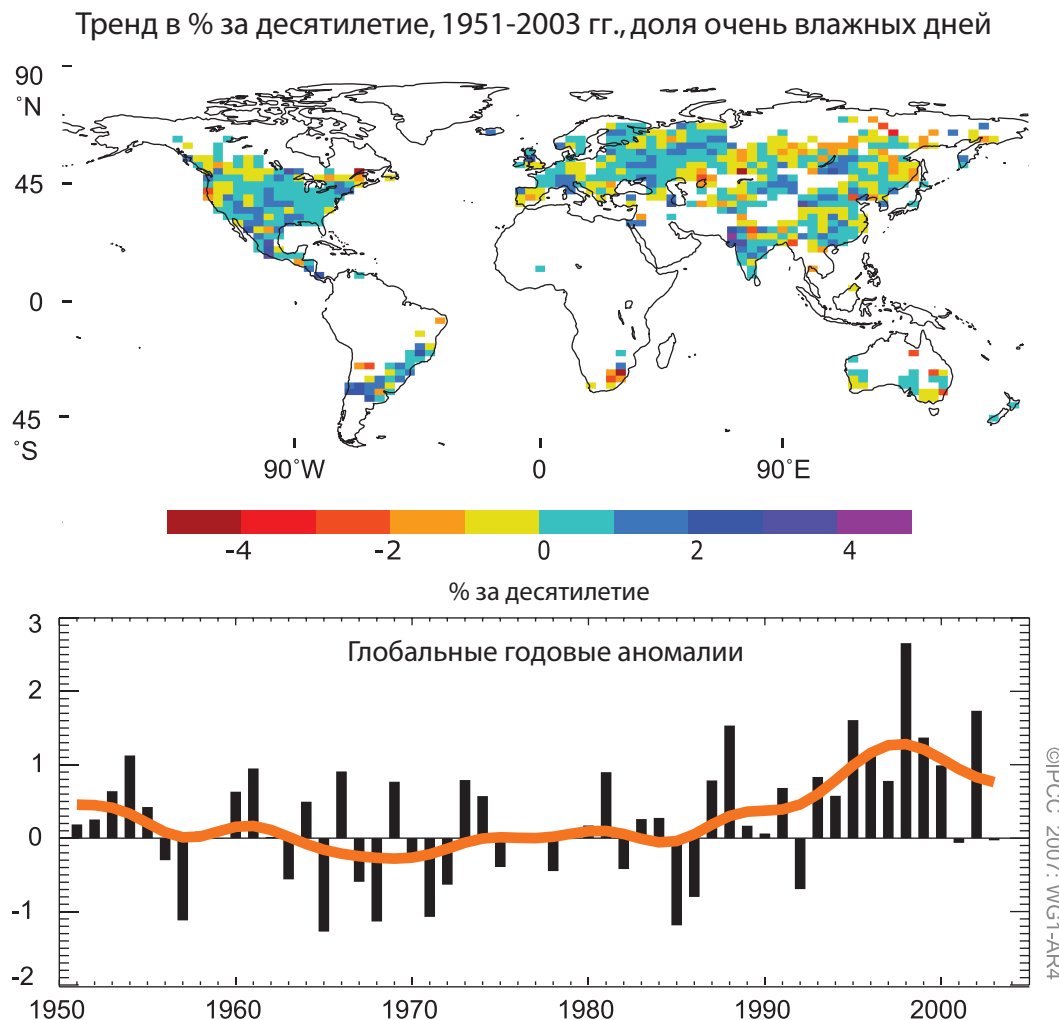 Тренд в % за десятилетие, 1951-2003 гг., доля очень влажных дней
90
˚N
45
0
45
˚S
90˚W 0 90˚E
-4 -2 0 2 4
% за десятилетие
Глобальные годовые аномалии
3
2
1
0
-1
-2
1950 1960 1970 1980 1990 2000
©IPCC 2007: WG1-AR4